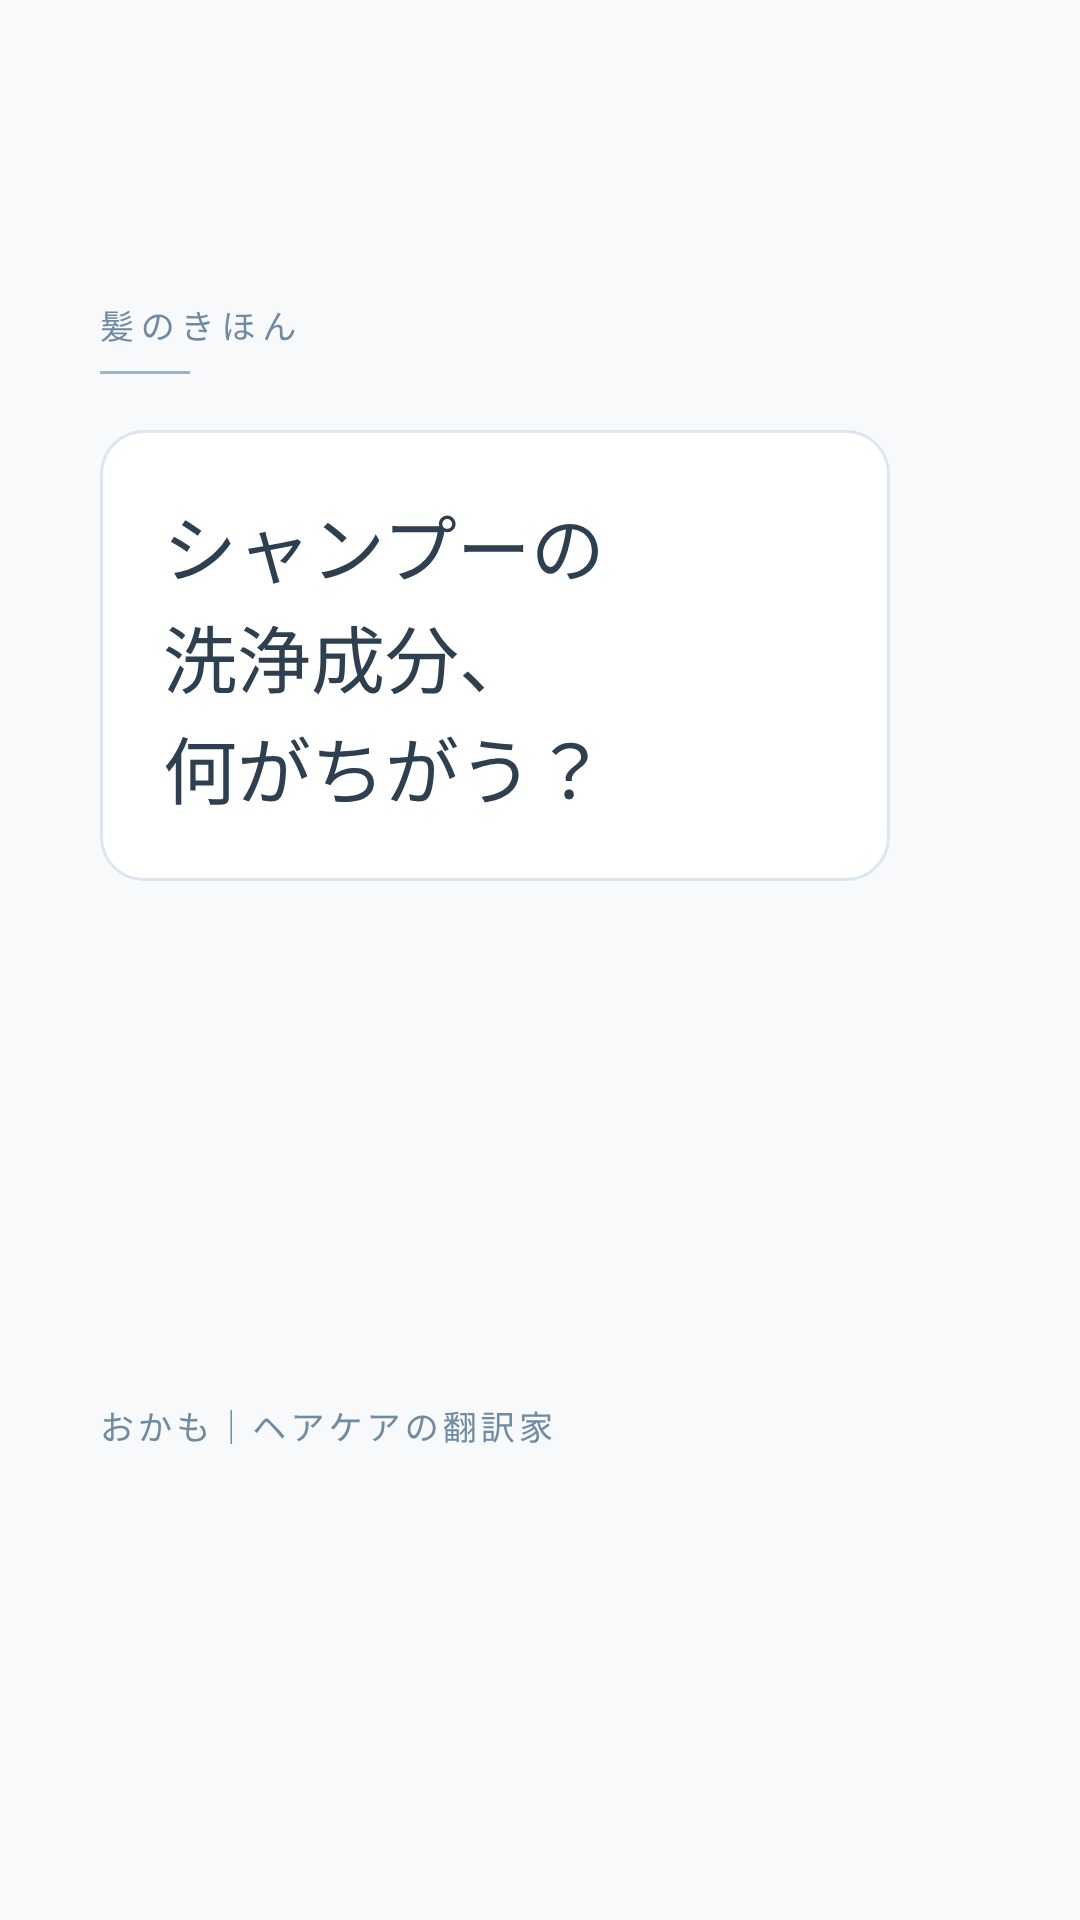 髪のきほん
シャンプーの
洗浄成分、
何がちがう？
おかも｜ヘアケアの翻訳家